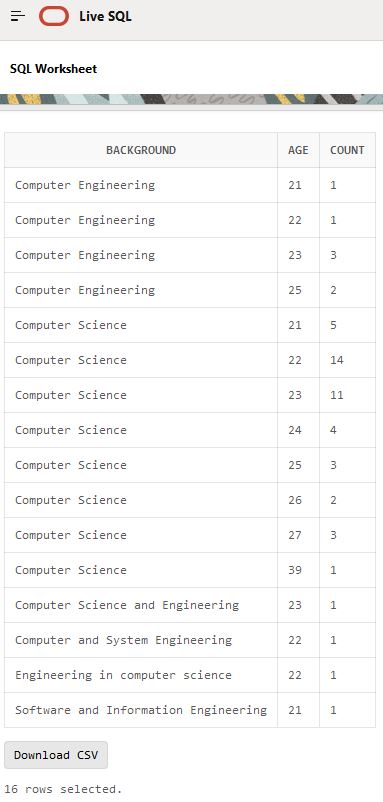 Live SQL
SQL Worksheet
BACKGROUND AGE COUNT
Computer Engineering 21 1
Computer Engineering 22 1
Computer Engineering 23 3
Computer Engineering 25 2
Computer Science 21 5
Computer Science 22 14
Computer Science 23 11
Computer Science 24 4
Computer Science 25 3
Computer Science 26 2
Computer Science 27 3
Computer Science 39 1
Computer Science and Engineering 23 1
Computer and System Engineering 22 1
Engineering in computer science 22 1
Software and Information Engineering 21 1
Download CSV
16 rows selected.